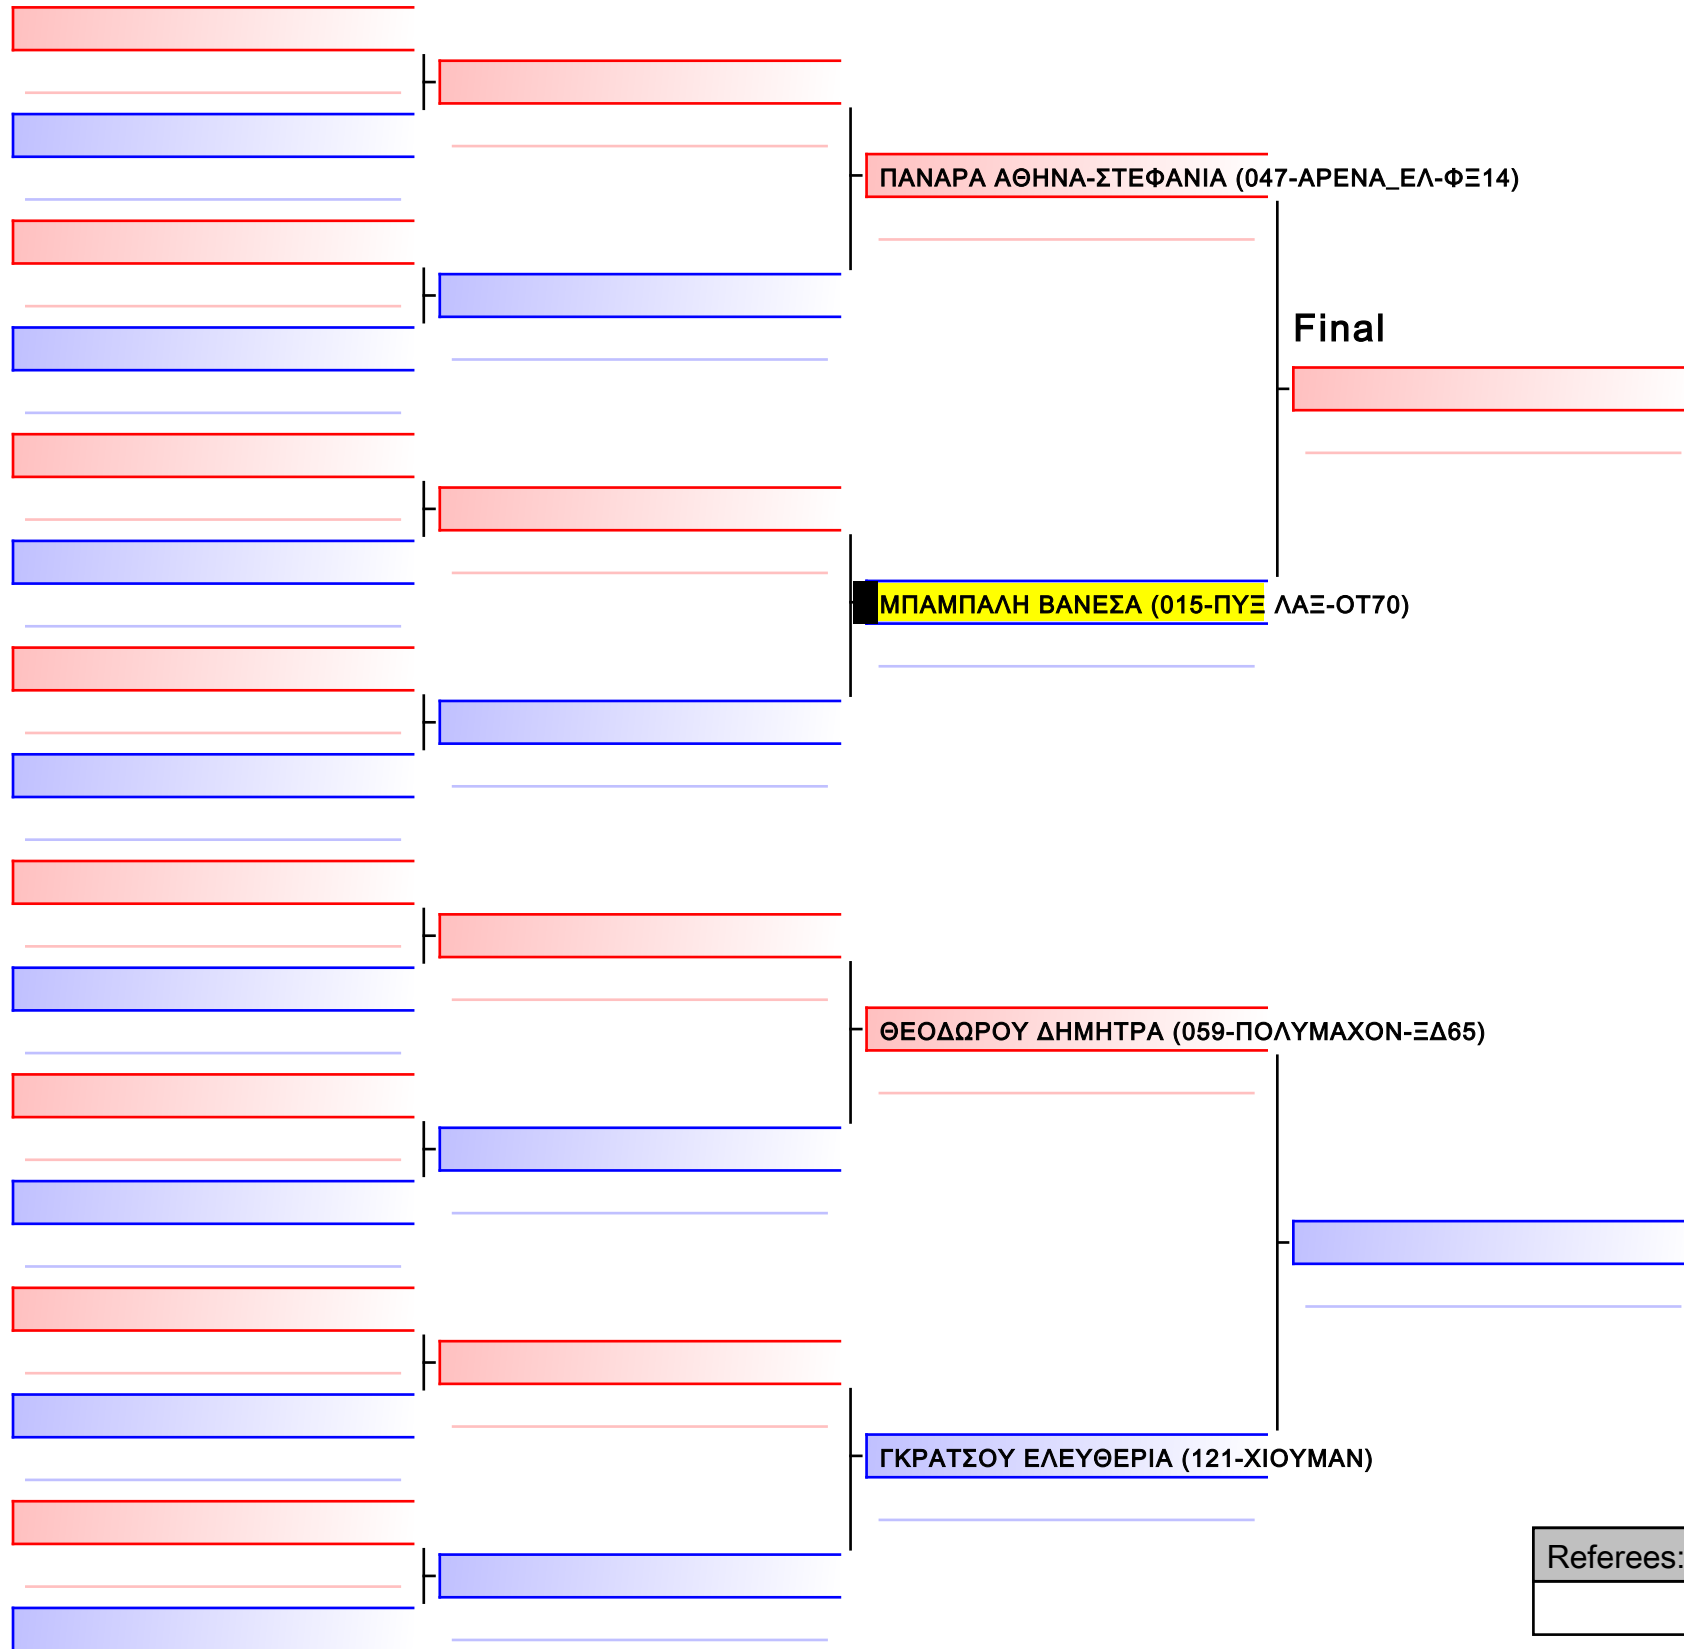 ΠΑΝΑΡΑ ΑΘΗΝΑ-ΣΤΕΦΑΝΙΑ (047-ΑΡΕΝΑ_ΕΛ-ΦΞ14)
Final
ΜΠΑΜΠΑΛΗ ΒΑΝΕΣΑ (015-ΠΥΞ ΛΑΞ-ΟΤ70)
ΘΕΟΔΩΡΟΥ ΔΗΜΗΤΡΑ (059-ΠΟΛΥΜΑΧΟΝ-ΞΔ65)
ΓΚΡΑΤΣΟΥ ΕΛΕΥΘΕΡΙΑ (121-ΧΙΟΥΜΑΝ)
Referees: